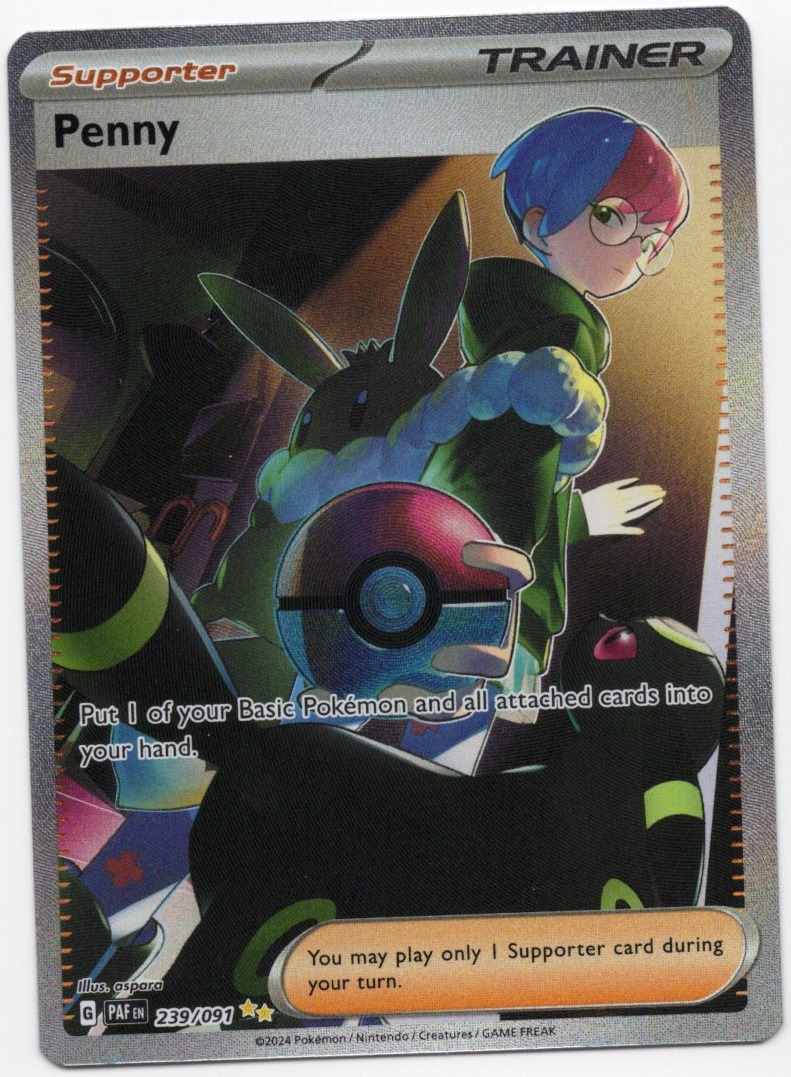 Supporter
TRAINER
Penny
Put 1 of your Basic Pokémon and all attached cards into
your hand.
You may play only 1 Supporter card during
your turn.
Illus. aspara
G PAF EN 239/091
©2024 Pokémon / Nintendo / Creatures / GAME FREAK